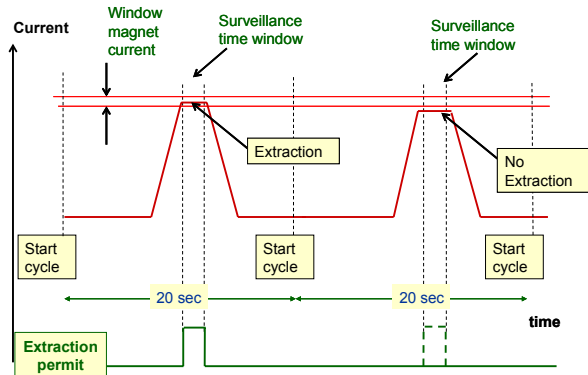 Current
Window
magnet
current
Surveillance
time window
Surveillance
time window
Extraction
No
Extraction
Start
cycle
Start
cycle
Start
cycle
20 sec
20 sec
time
Extraction
permit